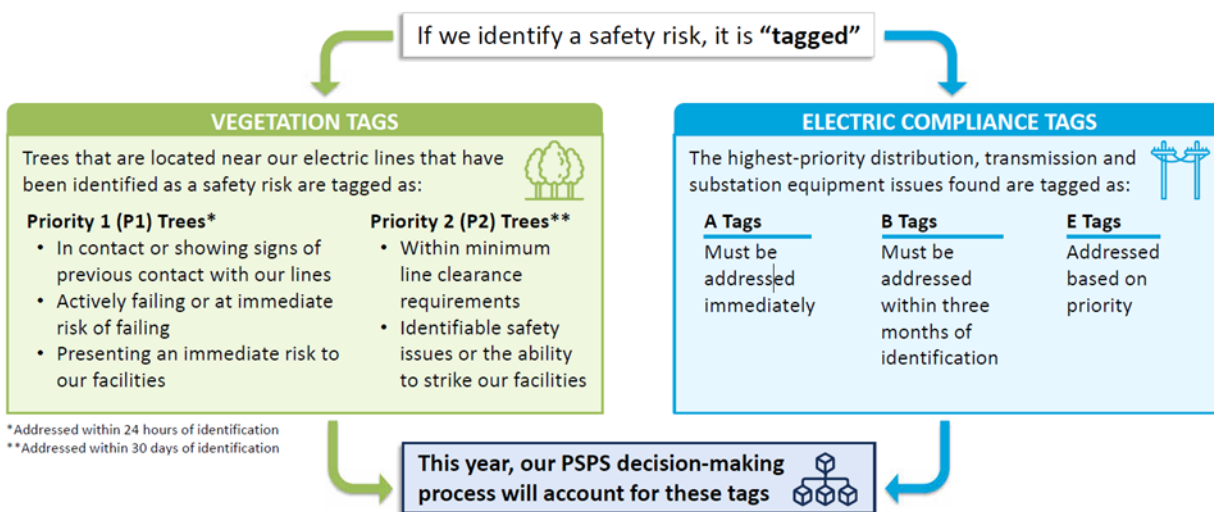 If we identify a safety risk, it is “tagged”
VEGETATION TAGS
Trees that are located near our electric lines that have
been identified as a safety risk are tagged as:
Priority 1 (P1) Trees*
• In contact or showing signs of
previous contact with our lines
• Actively failing or at immediate
risk of failing
• Presenting an immediate risk to
our facilities
Priority 2 (P2) Trees**
• Within minimum
line clearance
requirements
• Identifiable safety
issues or the ability
to strike our facilities
*Addressed within 24 hours of identification
**Addressed within 30 days of identification
ELECTRIC COMPLIANCE TAGS
The highest-priority distribution, transmission and
substation equipment issues found are tagged as:
A Tags
Must be
addressed
immediately
B Tags
Must be
addressed
within three
months of
identification
E Tags
Addressed
based on
priority
This year, our PSPS decision-making
process will account for these tags